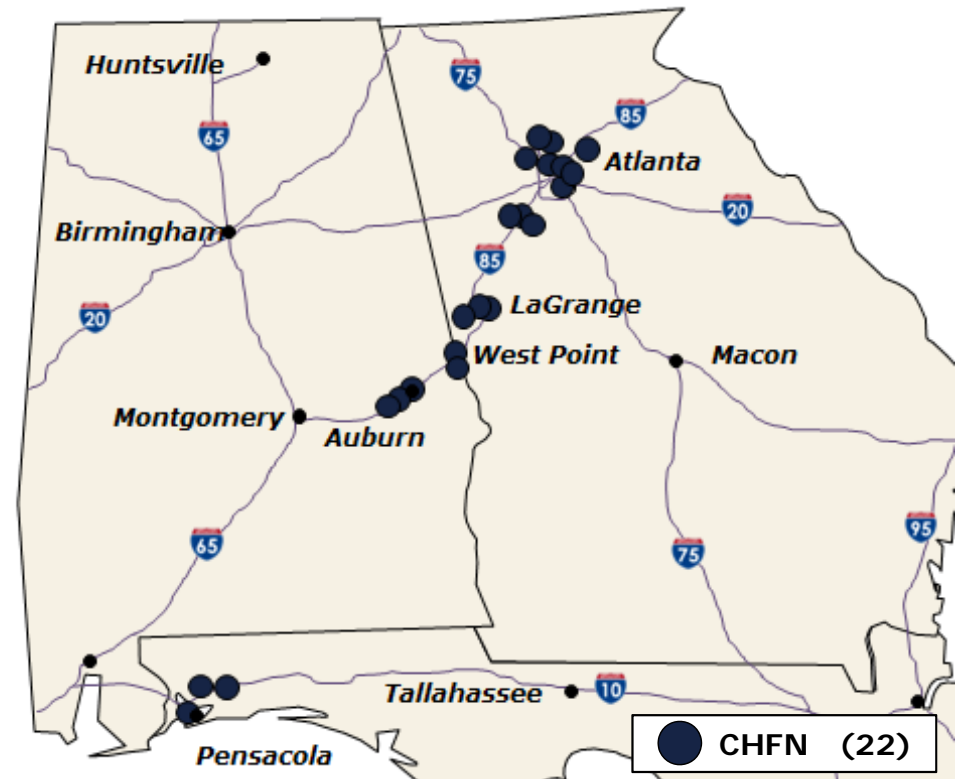 Huntsville
75
85
65
Atlanta
20
Birmingham
85
20
LaGrange
West Point
Macon
Montgomery
Auburn
65
75
95
Tallahassee
10
Pensacola
CHFN (22)